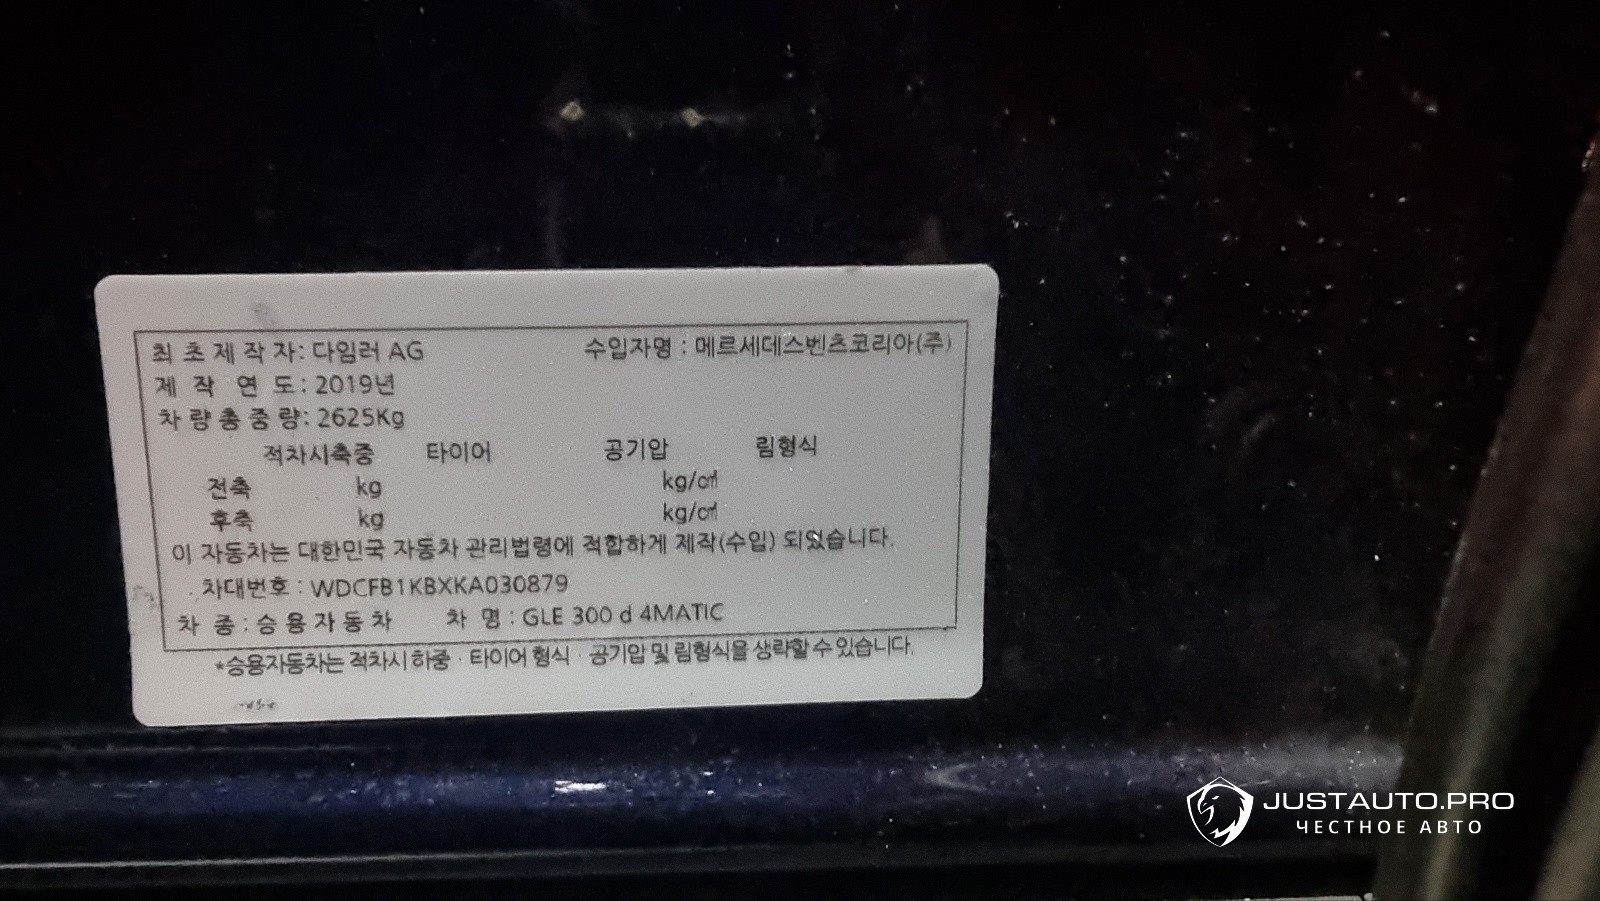 최초제작자: 다임러 AG 수입자명 : 메르세데스벤츠코리아(주)
제 작 연 도 : 2019년
차량총중량: 2625Kg
적차시축중 타이어 공기압 림형식
전축 kg kg/㎠
후축 kg kg/㎠
이 자동차는 대한민국 자동차 관리법령에 적합하게 제작(수입) 되었습니다.
차대번호 : WDCFB1KBXKA030879
차 종 : 승용자동차 차 명 : GLE 300 d 4MATIC
*승용자동차는 적차시 하중 · 타이어 형식 · 공기압 및 림형식을 생략할 수 있습니다.
JUSTAUTO.PRO
ЧЕСТНОЕ АВТО